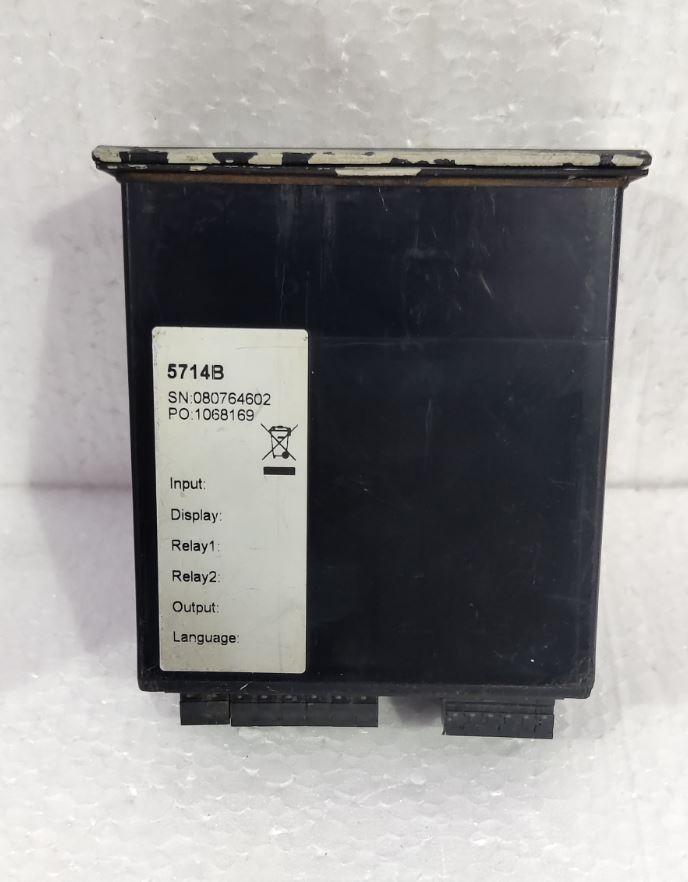 5714B
SN:080764602
PO:1068169
Input:
Display:
Relay1:
Relay2:
Output:
Language: